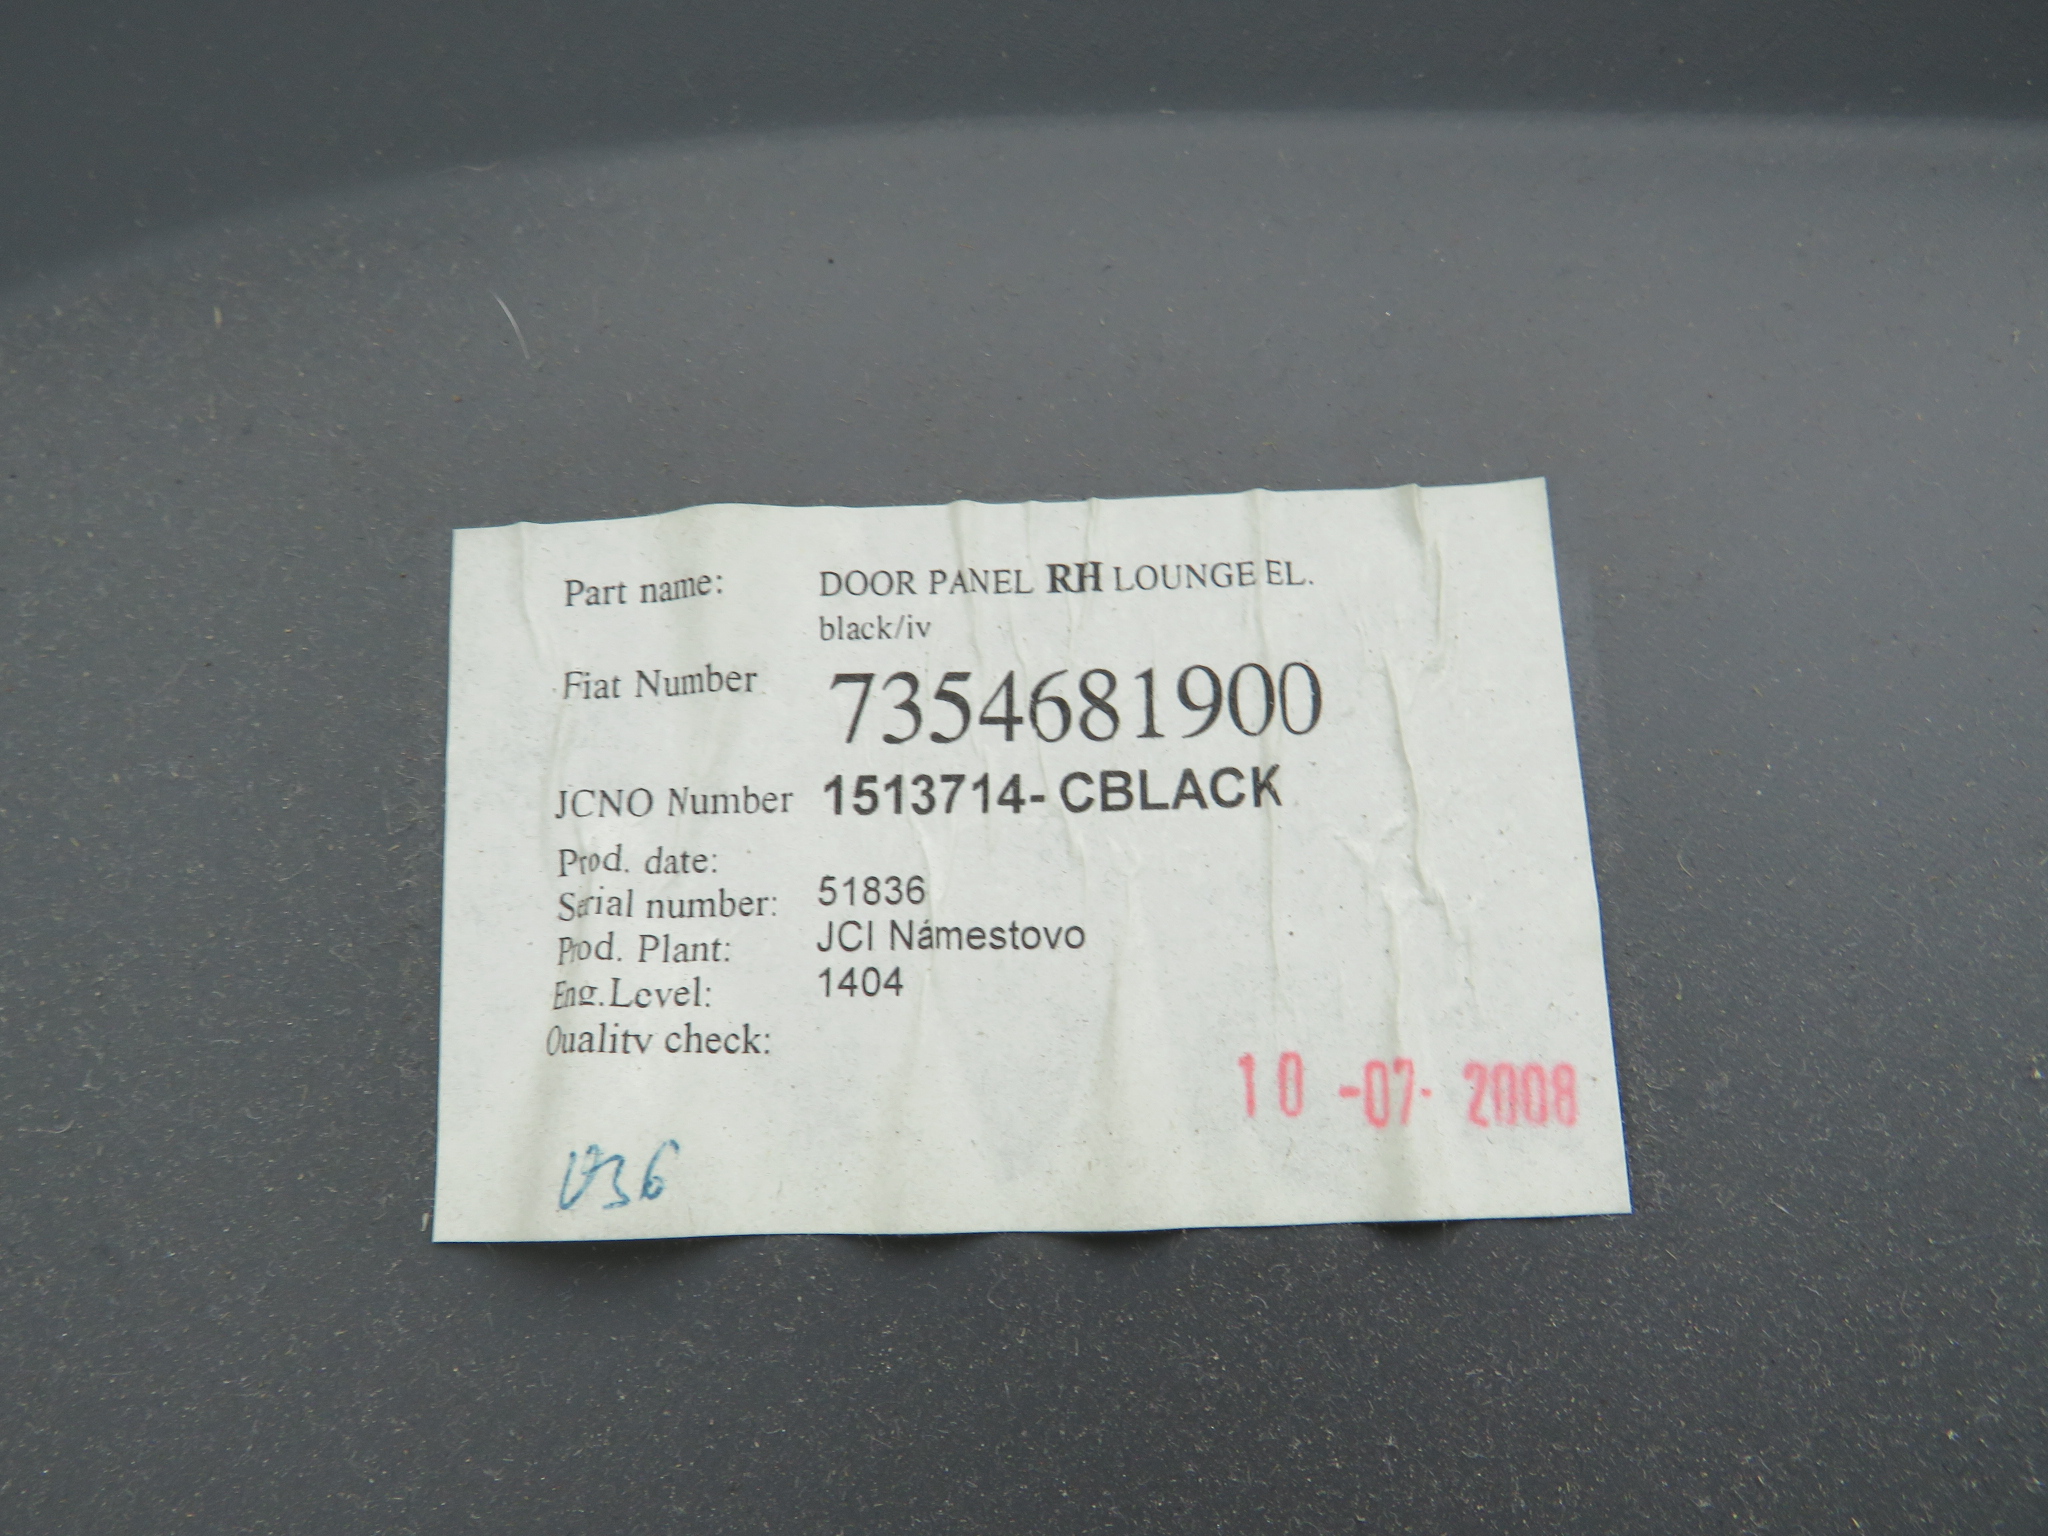 Part name: DOOR PANEL RH LOUNGE EL.
black/iv
Fiat Number 7354681900
JCNO Number 1513714- CBLACK
Prod. date:
Serial number: 51836
Prod. Plant: JCI Námestovo
Eng.Level: 1404
Quality check:
10 -07- 2008